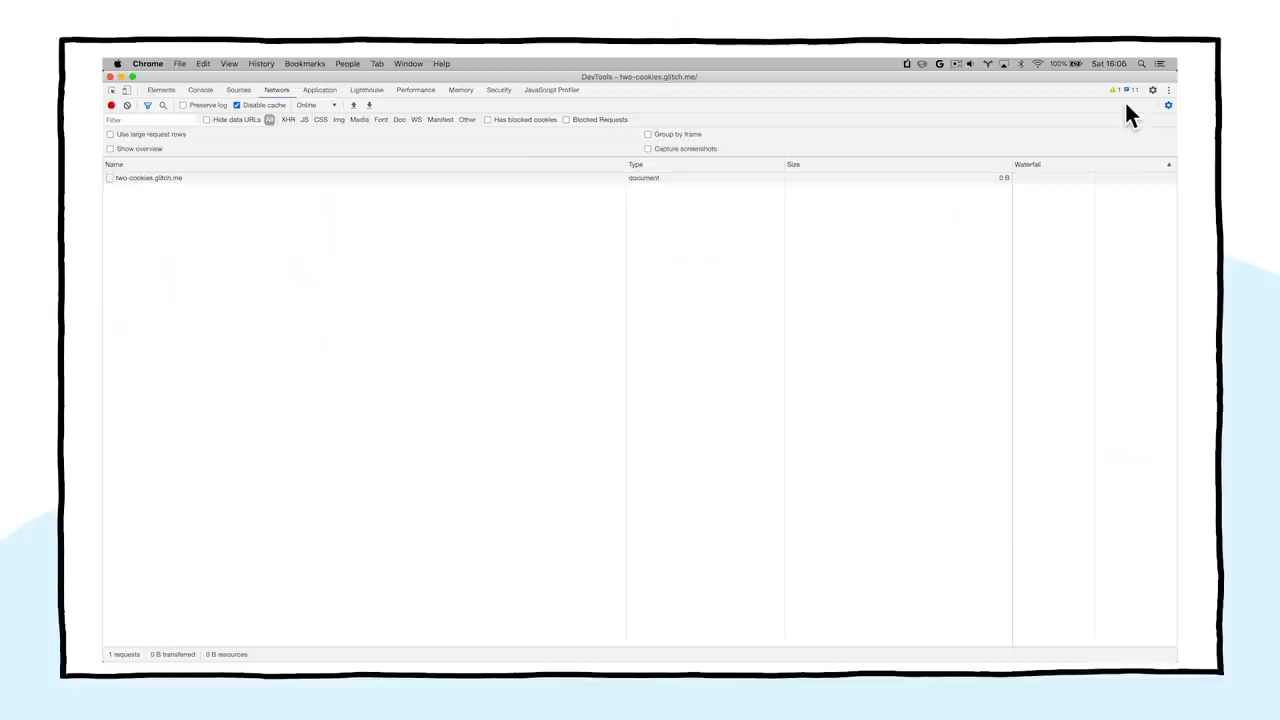 Chrome File Edit View History Bookmarks People Tab Window Help 100% Sat 16:06
DevTools - two-cookies.glitch.me/
Elements Console Sources Network Application Lighthouse Performance Memory Security JavaScript Profiler 1 11
Preserve log Disable cache Online
Filter Hide data URLs All XHR JS CSS Img Media Font Doc WS Manifest Other Has blocked cookies Blocked Requests
Use large request rows Group by frame
Show overview Capture screenshots
Name Type Size Waterfall
two-cookies.glitch.me document 0 B
1 requests 0 B transferred 0 B resources